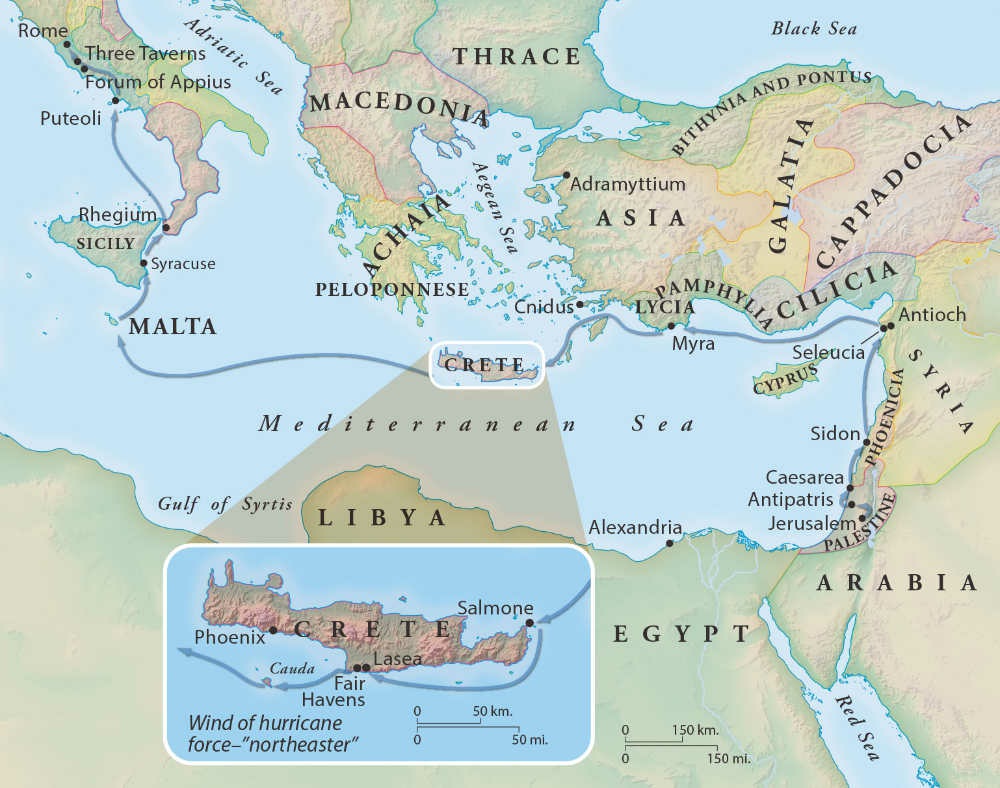 Rome
Three Taverns
Forum of Appius
Puteoli
Adriatic Sea
THRACE
Black Sea
MACEDONIA
BITHYNIA AND PONTUS
GALATIA
CAPPADOCIA
Aegean Sea
Adramyttium
ASIA
ACHAIA
Rhegium
SICILY
Syracuse
PELOPONNESE
Cnidus
LYCIA
PAMPHYLIA
CILICIA
Antioch
MALTA
Myra
Seleucia
SYRIA
CRETE
CYPRUS
PHOENICIA
Mediterranean Sea
Sidon
Caesarea
Antipatris
Jerusalem
PALESTINE
Gulf of Syrtis
LIBYA
Alexandria
ARABIA
EGYPT
Red Sea
Salmone
Phoenix
CRETE
Lasea
Cauda
Fair
Havens
Wind of hurricane
force–"northeaster"
0 50 km.
0 50 mi.
0 150 km.
0 150 mi.